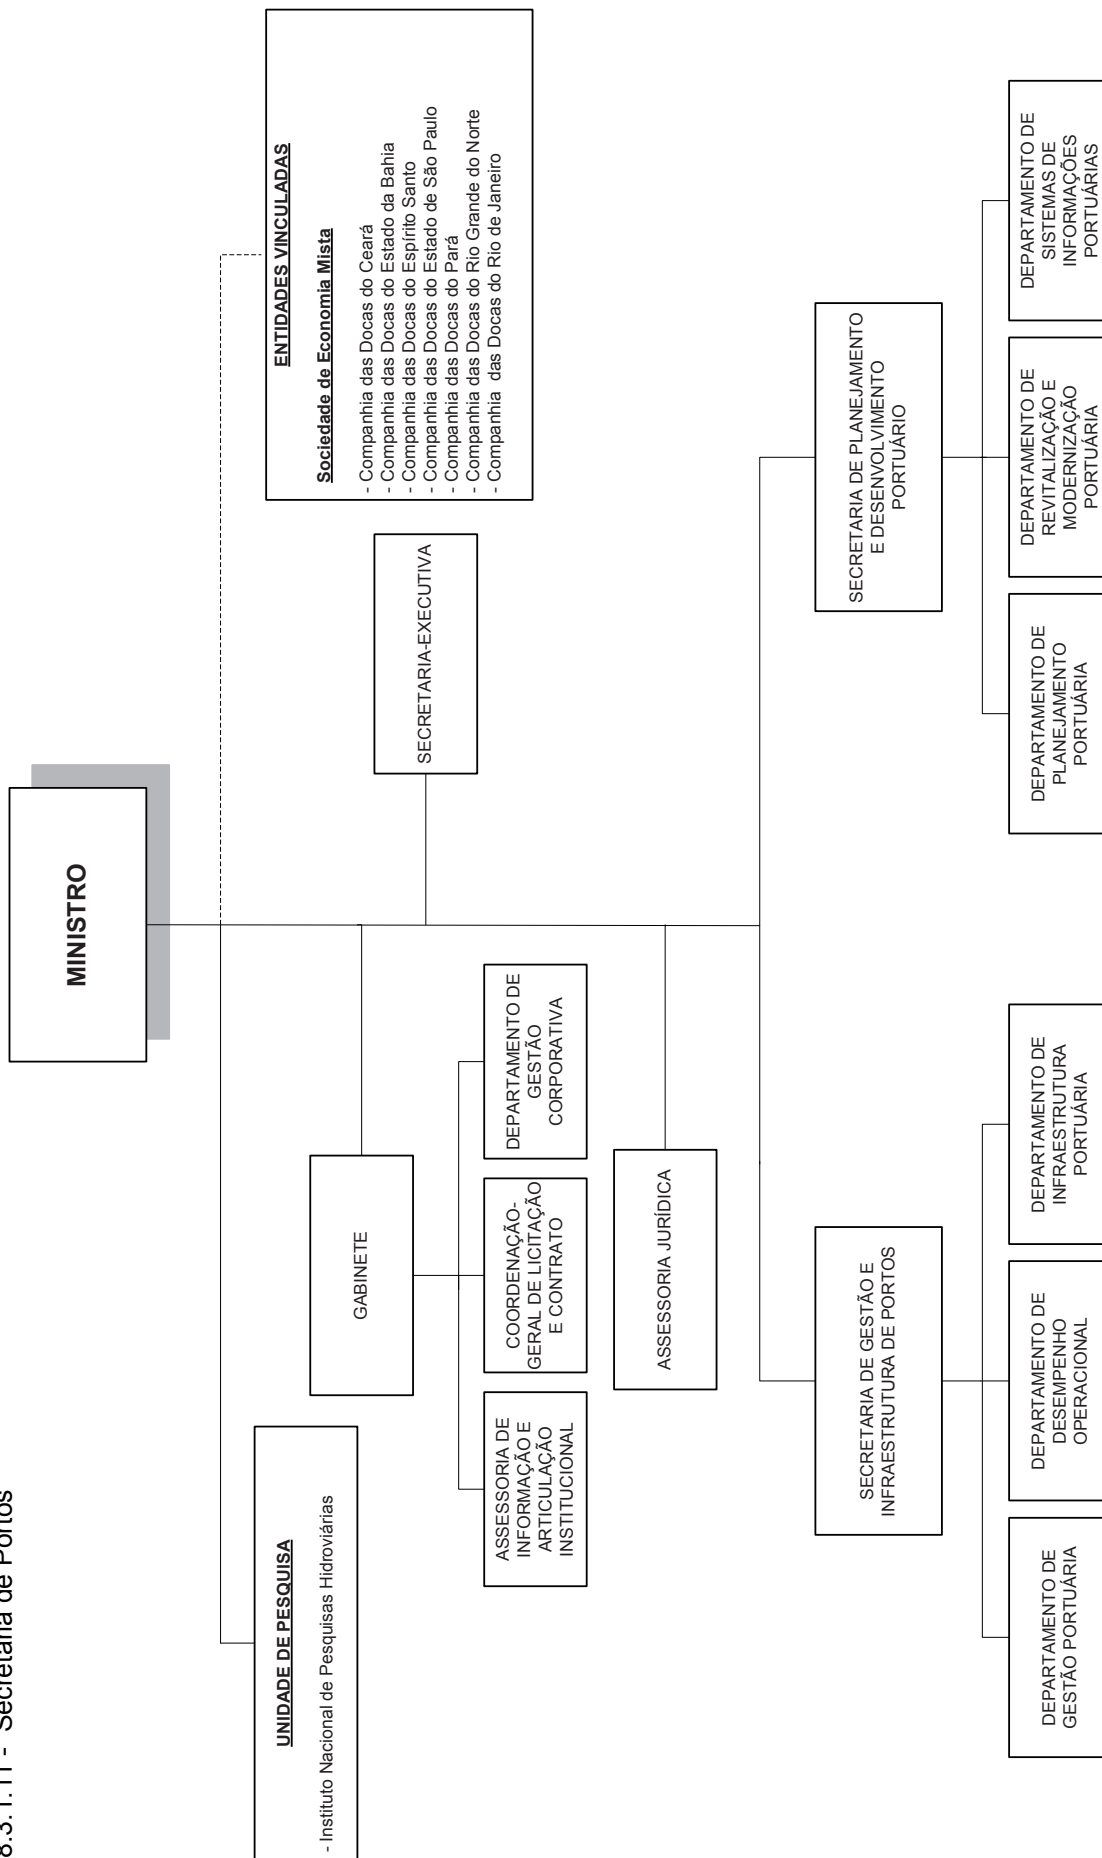 8.3.1.11 - Secretaria de Portos
MINISTRO
UNIDADE DE PESQUISA
- Instituto Nacional de Pesquisas Hidroviárias
ENTIDADES VINCULADAS
Sociedade de Economia Mista
- Companhia das Docas do Ceará
- Companhia das Docas do Estado da Bahia
- Companhia das Docas do Espírito Santo
- Companhia das Docas do Estado de São Paulo
- Companhia das Docas do Pará
- Companhia das Docas do Rio Grande do Norte
- Companhia das Docas do Rio de Janeiro
GABINETE
SECRETARIA-EXECUTIVA
ASSESSORIA DE
INFORMAÇÃO E
ARTICULAÇÃO
INSTITUCIONAL
COORDENAÇÃO-
GERAL DE LICITAÇÃO
E CONTRATO
DEPARTAMENTO DE
GESTÃO
CORPORATIVA
ASSESSORIA JURÍDICA
SECRETARIA DE GESTÃO E
INFRAESTRUTURA DE PORTOS
SECRETARIA DE PLANEJAMENTO
E DESENVOLVIMENTO
PORTUÁRIO
DEPARTAMENTO DE
GESTÃO PORTUÁRIA
DEPARTAMENTO DE
DESEMPENHO
OPERACIONAL
DEPARTAMENTO DE
INFRAESTRUTURA
PORTUÁRIA
DEPARTAMENTO DE
PLANEJAMENTO
PORTUÁRIA
DEPARTAMENTO DE
REVITALIZAÇÃO E
MODERNIZAÇÃO
PORTUÁRIA
DEPARTAMENTO DE
SISTEMAS DE
INFORMAÇÕES
PORTUÁRIAS